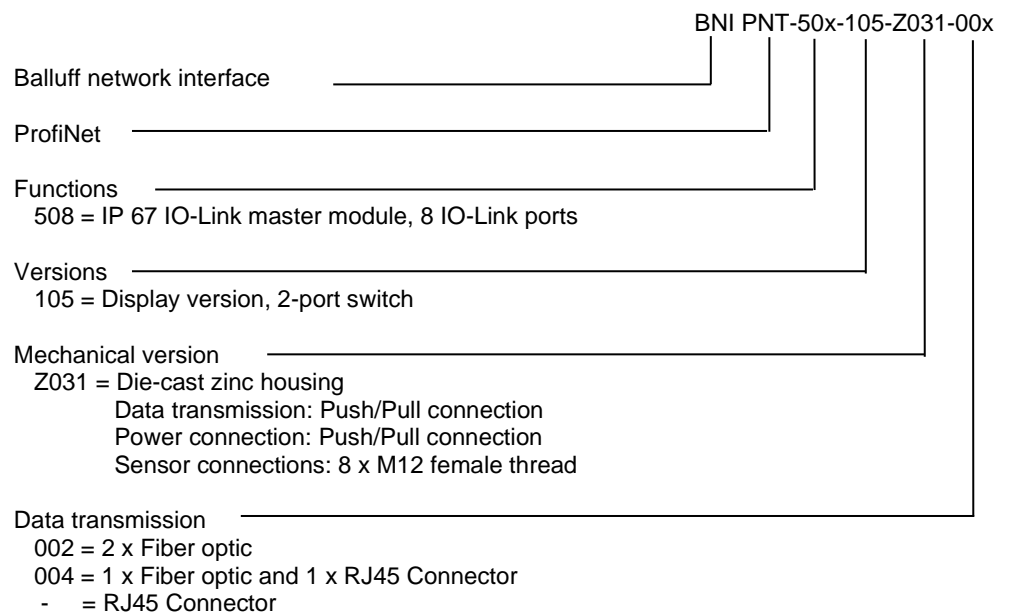 BNI PNT-50x-105-Z031-00x
Balluff network interface
ProfiNet
Functions
508 = IP 67 IO-Link master module, 8 IO-Link ports
Versions
105 = Display version, 2-port switch
Mechanical version
Z031 = Die-cast zinc housing
Data transmission: Push/Pull connection
Power connection: Push/Pull connection
Sensor connections: 8 x M12 female thread
Data transmission
002 = 2 x Fiber optic
004 = 1 x Fiber optic and 1 x RJ45 Connector
- = RJ45 Connector